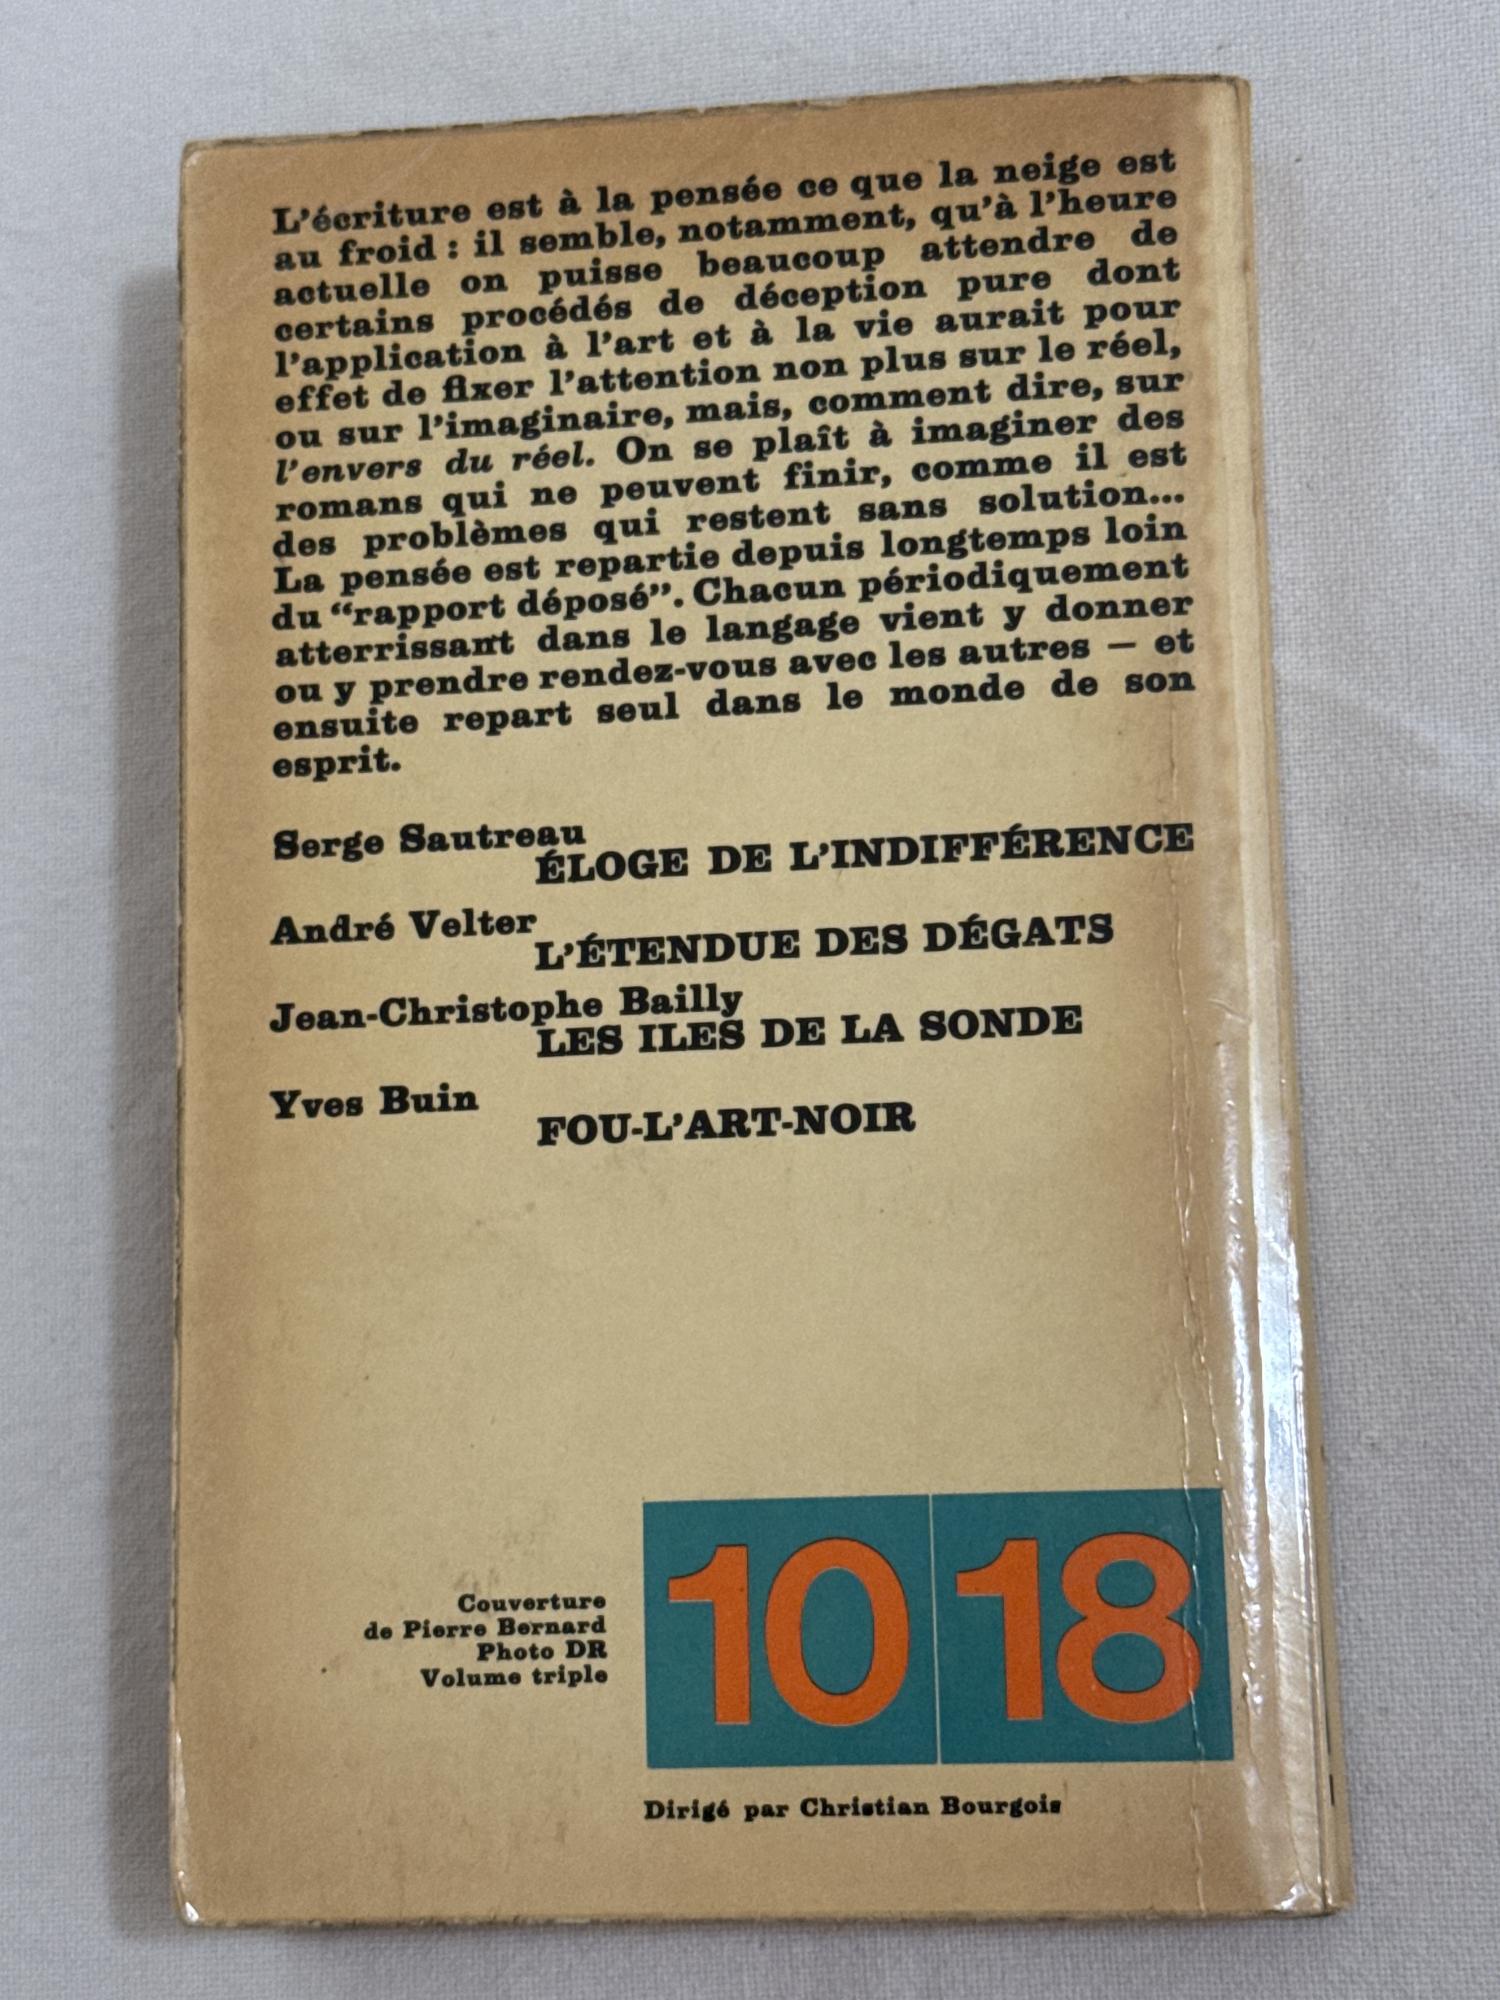 L'écriture est à la pensée ce que la neige est
au froid : il semble, notamment, qu'à l'heure
actuelle on puisse beaucoup attendre de
certains procédés de déception pure dont
l'application à l'art et à la vie aurait pour
effet de fixer l'attention non plus sur le réel,
ou sur l'imaginaire, mais, comment dire, sur
l'envers du réel. On se plaît à imaginer des
romans qui ne peuvent finir, comme il est
des problèmes qui restent sans solution...
La pensée est repartie depuis longtemps loin
du “rapport déposé”. Chacun périodiquement
atterrissant dans le langage vient y donner
ou y prendre rendez-vous avec les autres — et
ensuite repart seul dans le monde de son
esprit.
Serge Sautreau
ÉLOGE DE L'INDIFFÉRENCE
André Velter
L'ÉTENDUE DES DÉGATS
Jean-Christophe Bailly
LES ILES DE LA SONDE
Yves Buin
FOU-L'ART-NOIR
Couverture
de Pierre Bernard
Photo DR
Volume triple
10 18
Dirigé par Christian Bourgois